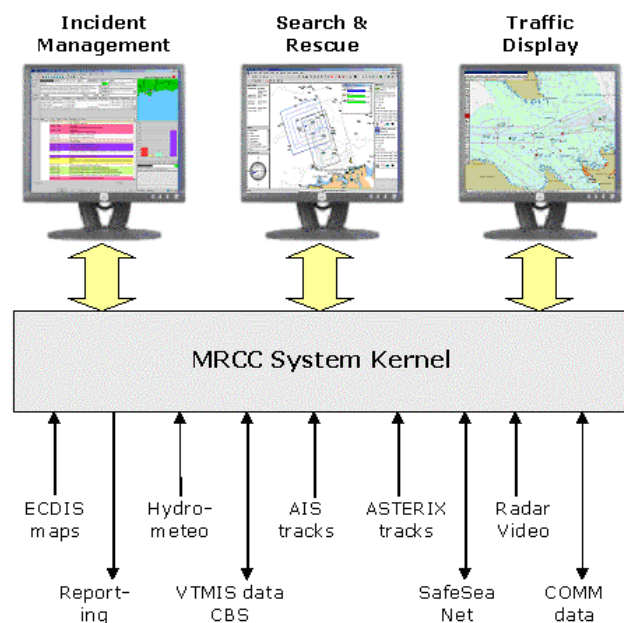 Incident
Management
Search &
Rescue
Traffic
Display
MRCC System Kernel
ECDIS
maps
Hydro-
meteo
AIS
tracks
ASTERIX
tracks
Radar
Video
Report-
ing
VTMIS data
CBS
SafeSea
Net
COMM
data